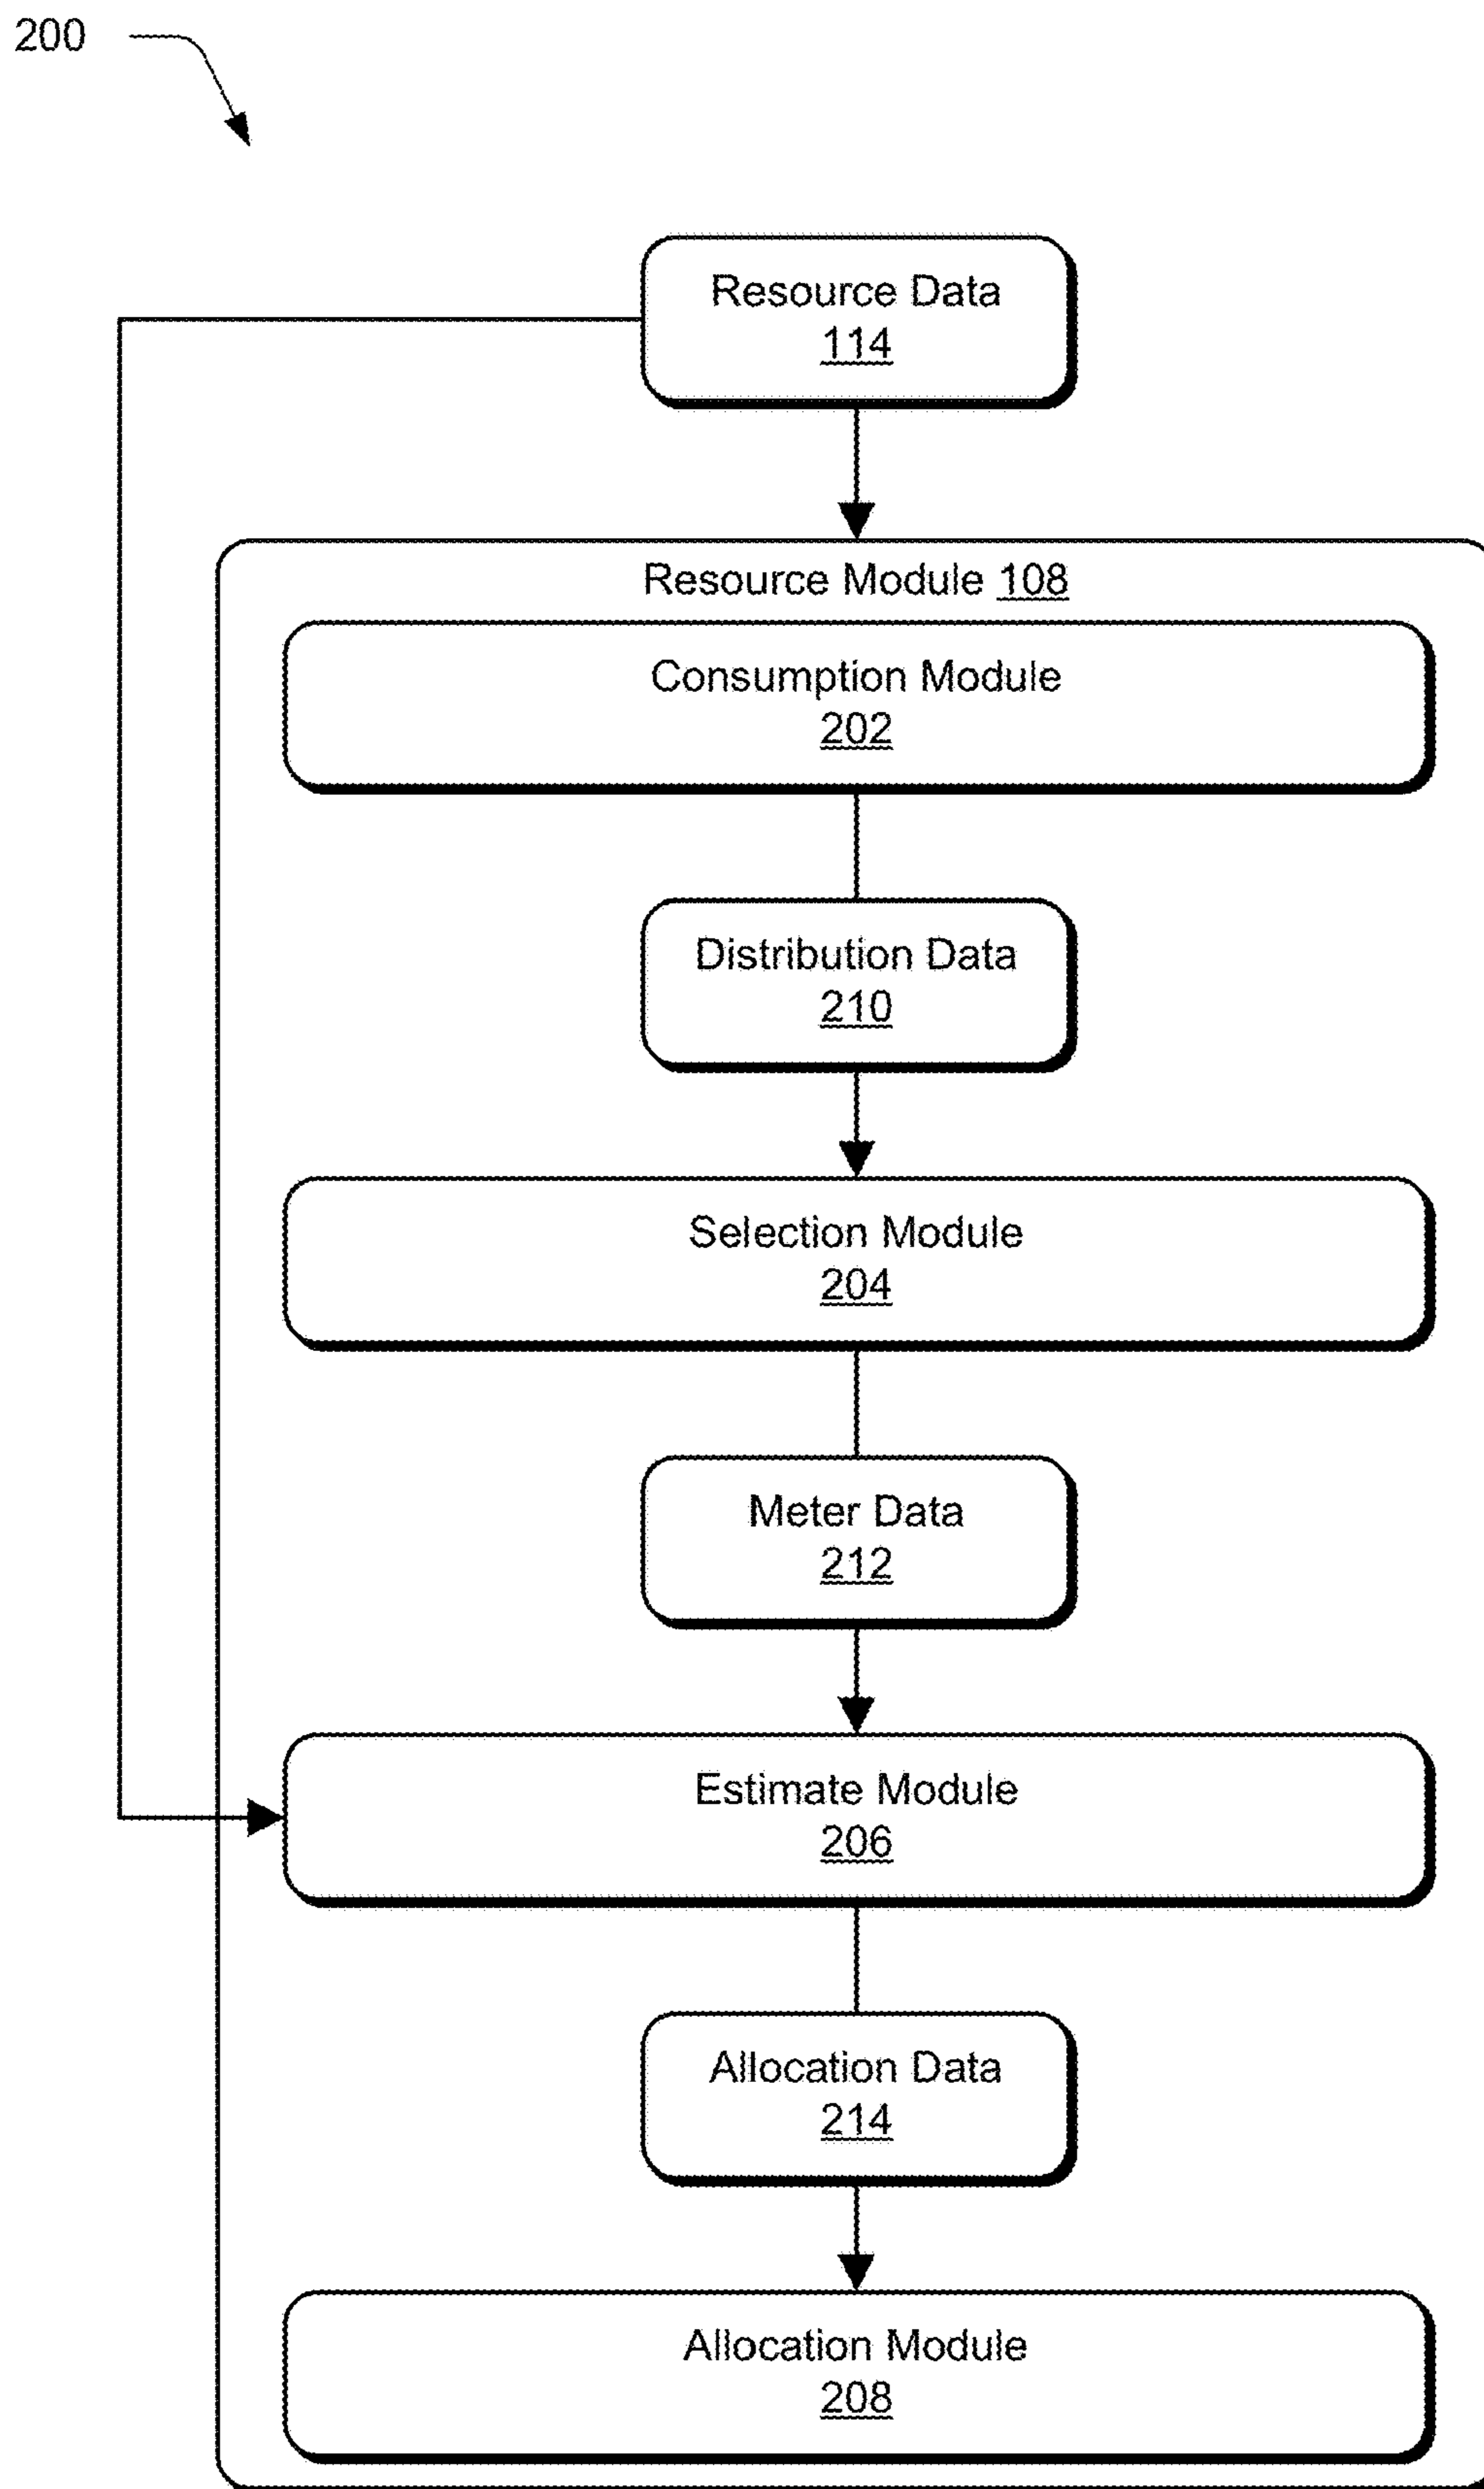 200
Resource Data
114
Resource Module 108
Consumption Module
202
Distribution Data
210
Selection Module
204
Meter Data
212
Estimate Module
206
Allocation Data
214
Allocation Module
208